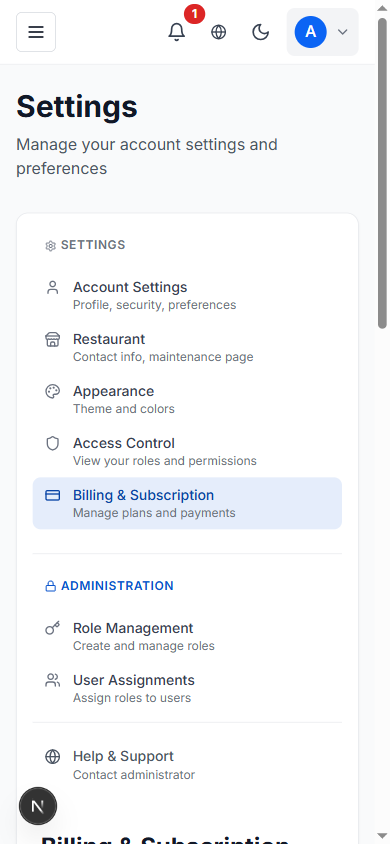 1
A
Settings
Manage your account settings and
preferences
SETTINGS
Account Settings
Profile, security, preferences
Restaurant
Contact info, maintenance page
Appearance
Theme and colors
Access Control
View your roles and permissions
Billing & Subscription
Manage plans and payments
ADMINISTRATION
Role Management
Create and manage roles
User Assignments
Assign roles to users
Help & Support
Contact administrator
N
Billing & Subscription